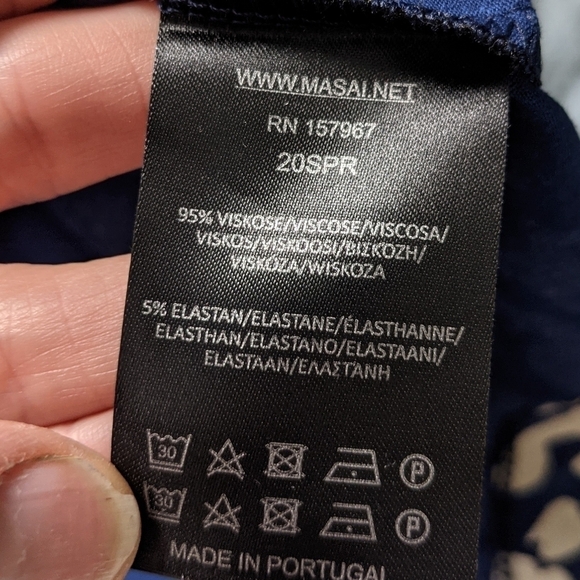 WWW.MASAI.NET
RN 157967
20SPR
95% VISKOSE/VISCOSE/VISCOSA/
VISKOS/VISKOOSI/ΒΙΣΚΟΖΗ/
VISKOZA/WISKOZA
5% ELASTAN/ELASTANE/ÉLASTHANNE/
ELASTHAN/ELASTANO/ELASTAANI/
ELASTAAN/ΕΛΑΣΤΑΝΗ
30 P
30 P
MADE IN PORTUGAL